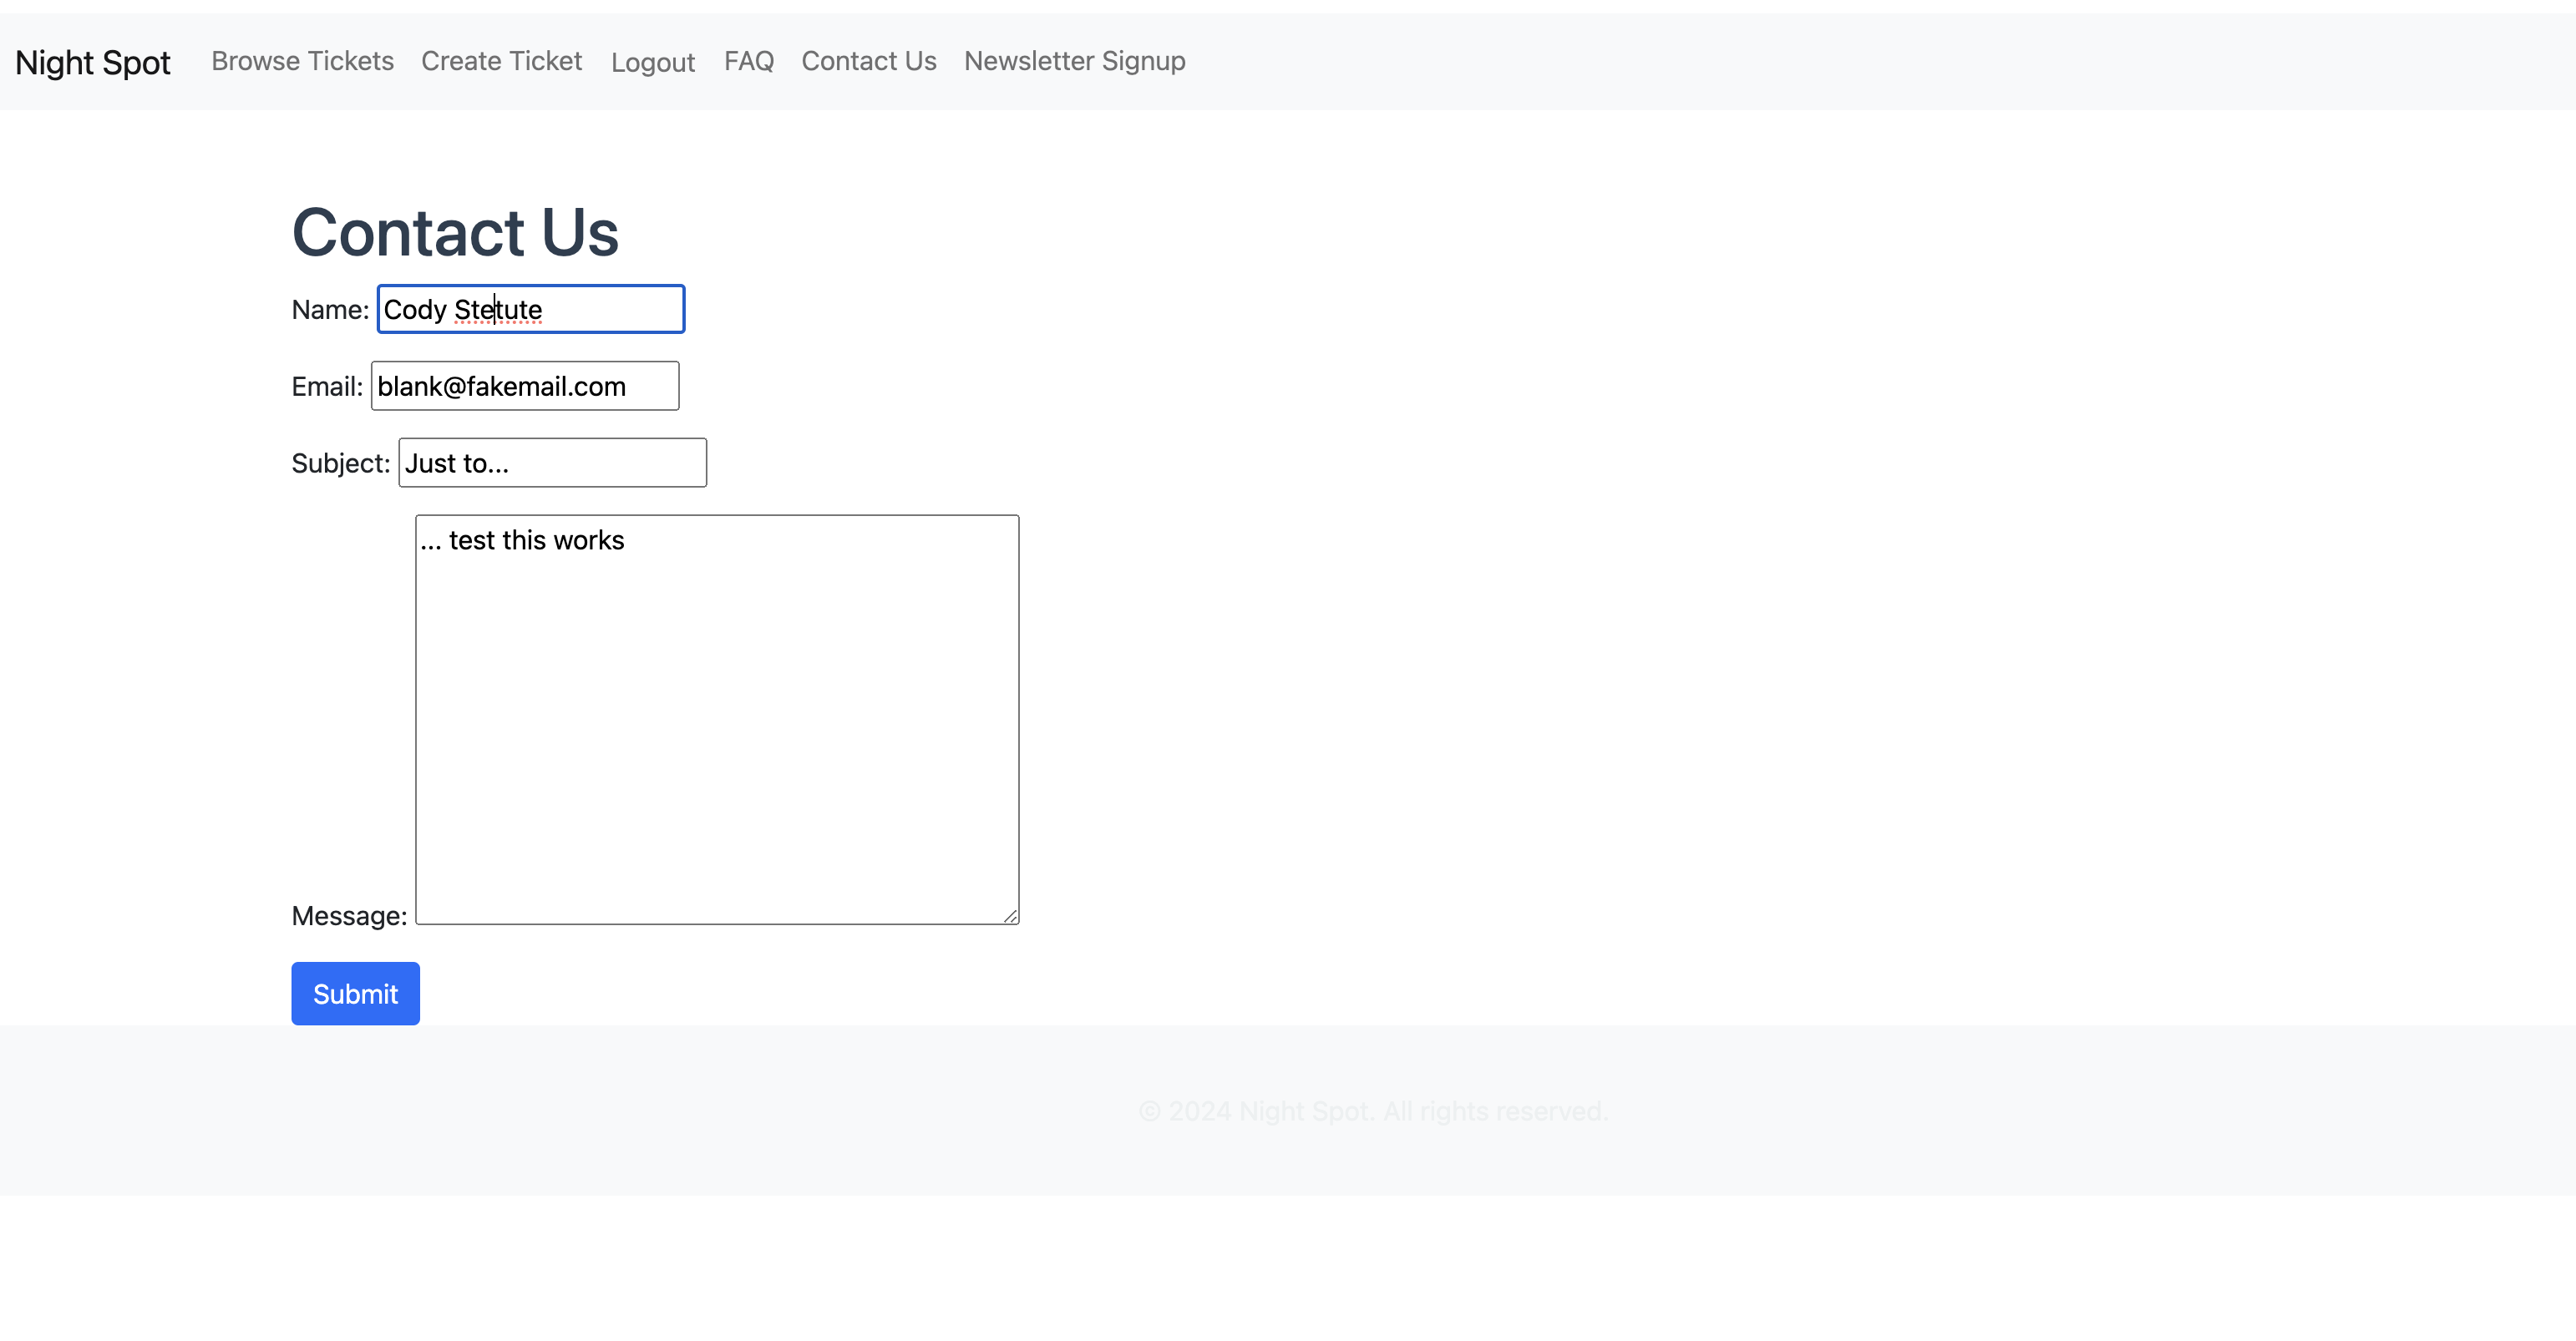 Night Spot Browse Tickets Create Ticket Logout FAQ Contact Us Newsletter Signup
Contact Us
Name: Cody Stetute
Email: blank@fakemail.com
Subject: Just to...
... test this works
Message:
Submit
© 2024 Night Spot. All rights reserved.